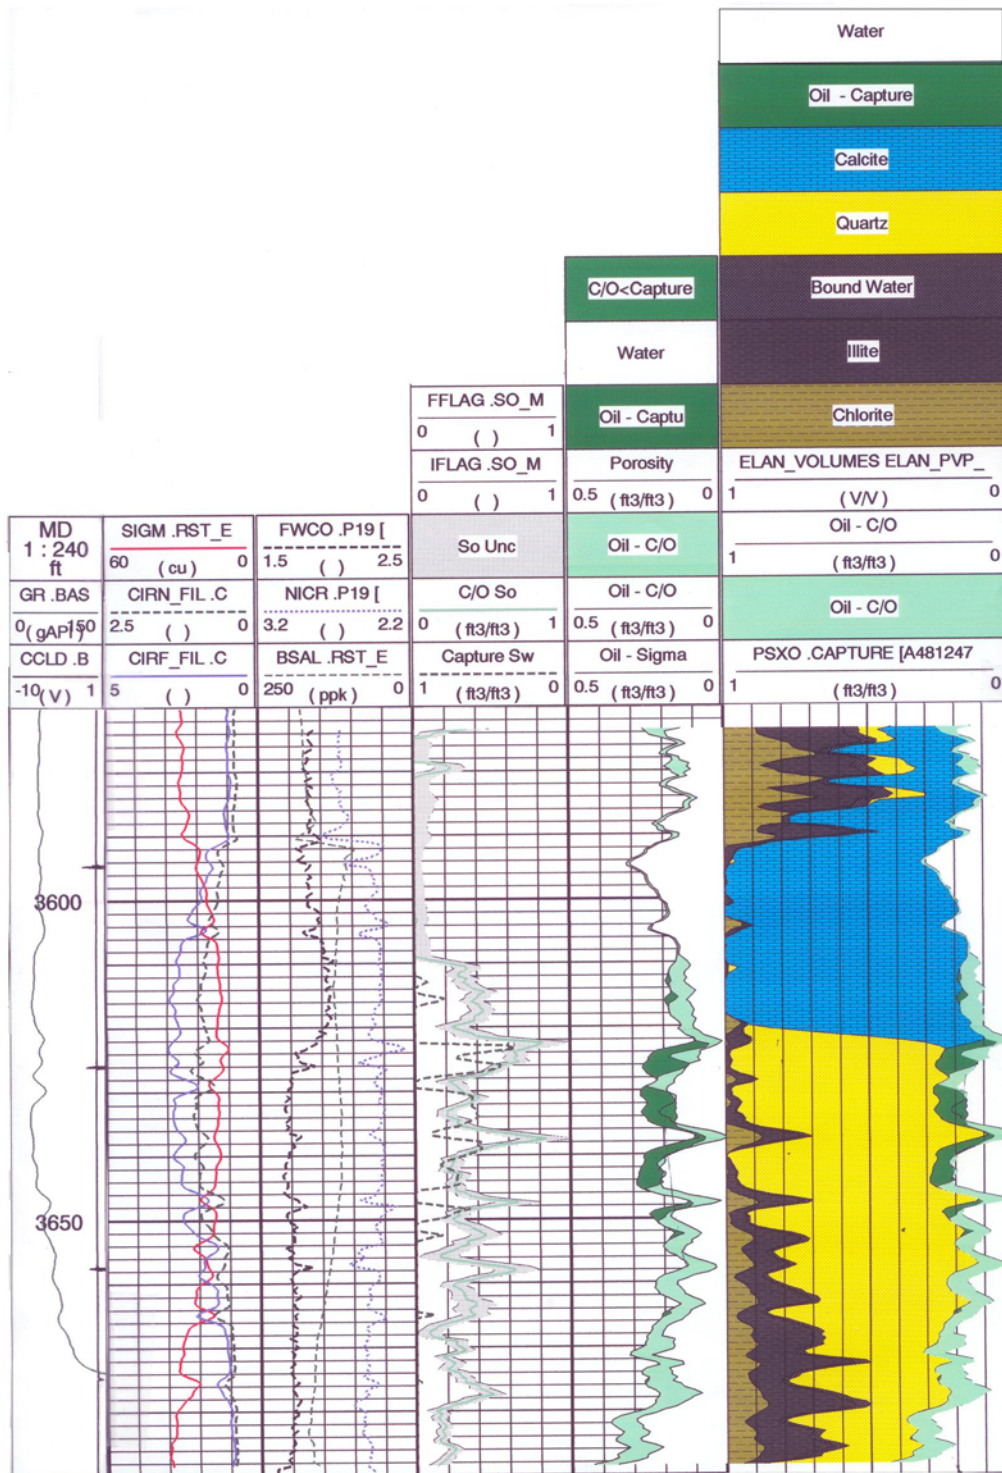 Water
Oil - Capture
Calcite
Quartz
Bound Water
Illite
Chlorite
ELAN_VOLUMES ELAN_PVP_
1 (V/V) 0
Oil - C/O
1 (ft3/ft3) 0
Oil - C/O
PSXO .CAPTURE [A481247
1 (ft3/ft3) 0
C/O<Capture
Water
Oil - Captu
Porosity
0.5 (ft3/ft3) 0
Oil - C/O
Oil - C/O
0.5 (ft3/ft3) 0
Oil - Sigma
0.5 (ft3/ft3) 0
FFLAG .SO_M
0 ( ) 1
IFLAG .SO_M
0 ( ) 1
So Unc
C/O So
0 (ft3/ft3) 1
Capture Sw
1 (ft3/ft3) 0
FWCO .P19 [
1.5 ( ) 2.5
NICR .P19 [
3.2 ( ) 2.2
BSAL .RST_E
250 (ppk) 0
SIGM .RST_E
60 (cu) 0
CIRN_FIL .C
2.5 ( ) 0
CIRF_FIL .C
5 ( ) 0
MD
1 : 240
ft
GR .BAS
0 (gAPI) 150
CCLD .B
-10 (V) 1
3600
3650